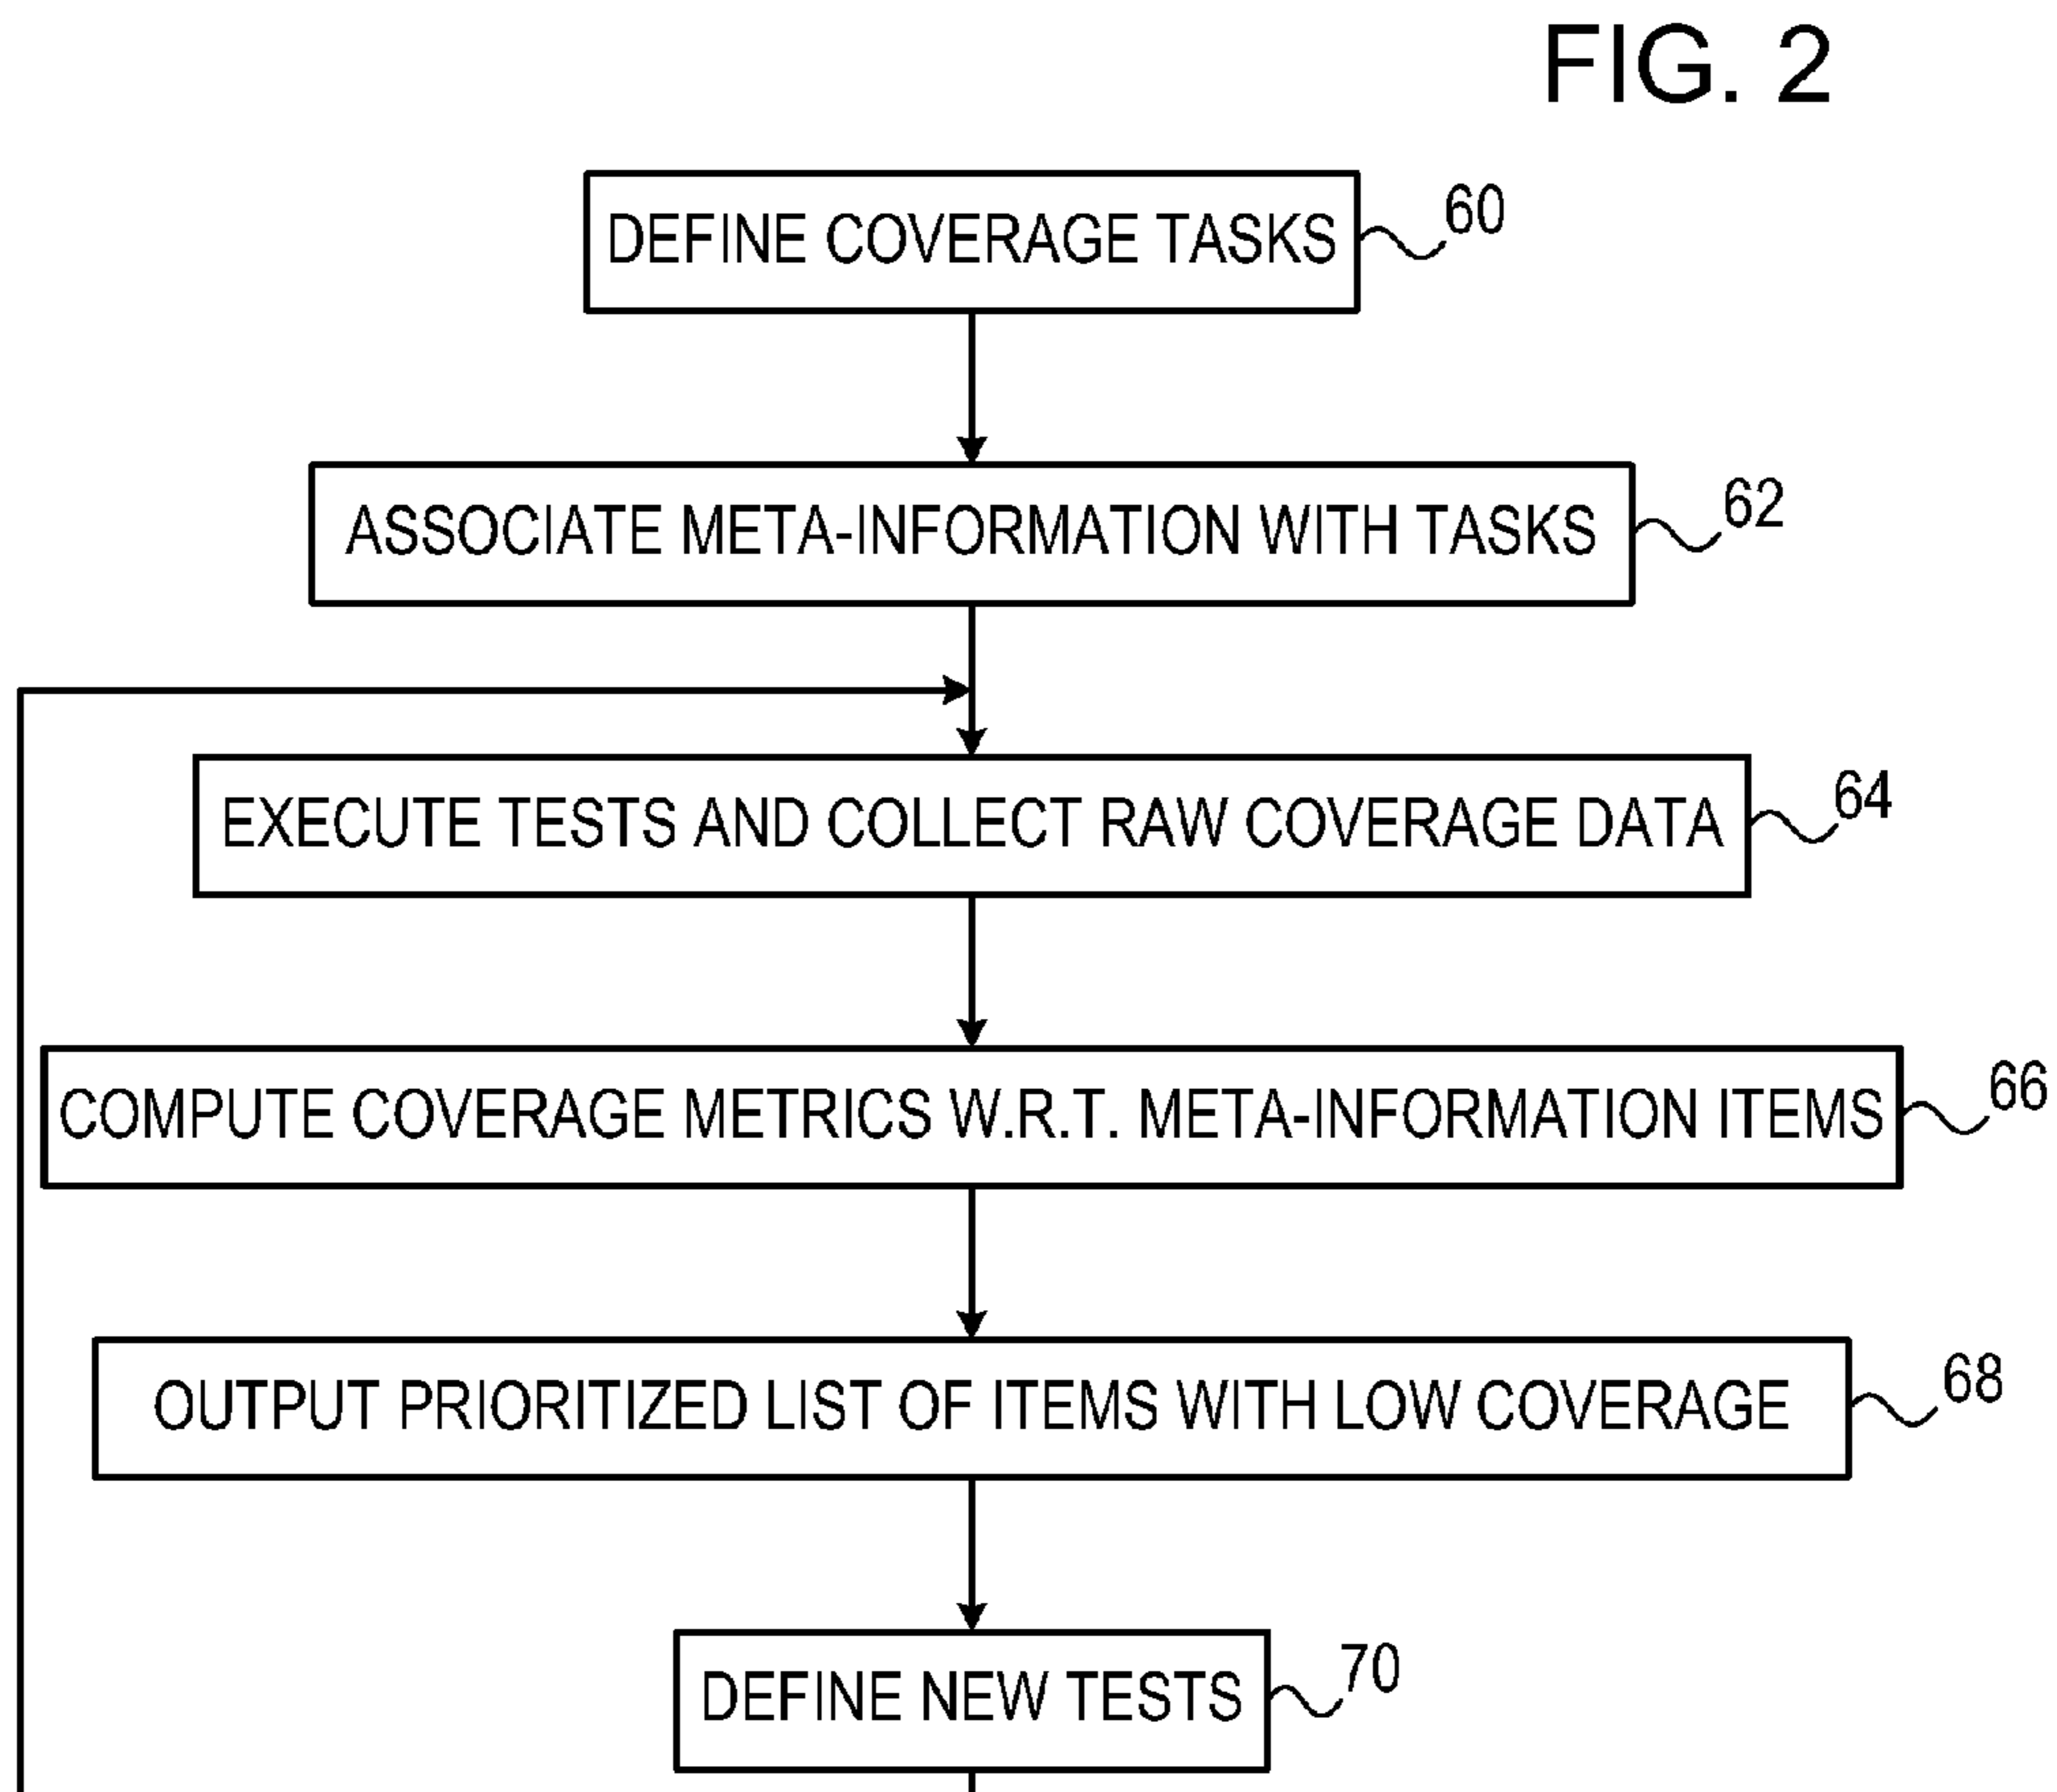 FIG. 2
DEFINE COVERAGE TASKS
60
ASSOCIATE META-INFORMATION WITH TASKS
62
EXECUTE TESTS AND COLLECT RAW COVERAGE DATA
64
COMPUTE COVERAGE METRICS W.R.T. META-INFORMATION ITEMS
66
OUTPUT PRIORITIZED LIST OF ITEMS WITH LOW COVERAGE
68
DEFINE NEW TESTS
70